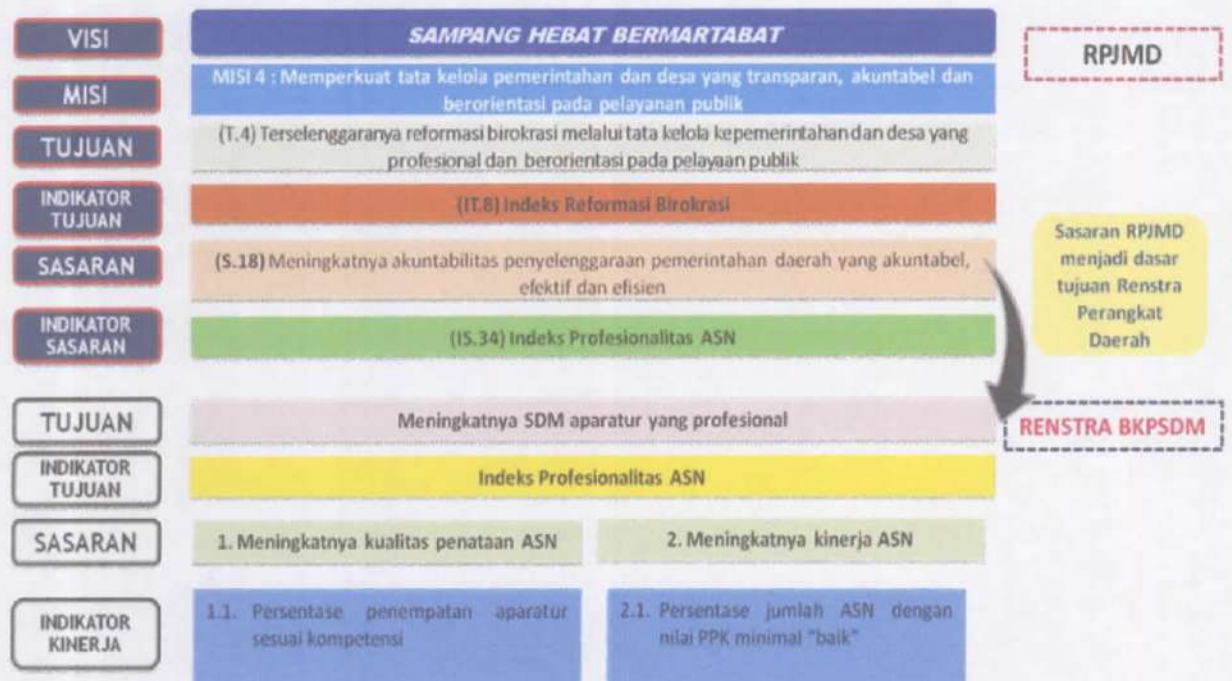 VISI
SAMPANG HEBAT BERMARTABAT
RPJMD
MISI
MISI 4 : Memperkuat tata kelola pemerintahan dan desa yang transparan, akuntabel dan
berorientasi pada pelayanan publik
TUJUAN
(T.4) Terselenggaranya reformasi birokrasi melalui tata kelola kepemerintahan dan desa yang
profesional dan berorientasi pada pelayaan publik
INDIKATOR
TUJUAN
(IT.8) Indeks Reformasi Birokrasi
SASARAN
(S.18) Meningkatnya akuntabilitas penyelenggaraan pemerintahan daerah yang akuntabel,
efektif dan efisien
Sasaran RPJMD
menjadi dasar
tujuan Renstra
Perangkat
Daerah
INDIKATOR
SASARAN
(IS.34) Indeks Profesionalitas ASN
TUJUAN
Meningkatnya SDM aparatur yang profesional
RENSTRA BKPSDM
INDIKATOR
TUJUAN
Indeks Profesionalitas ASN
SASARAN
1. Meningkatnya kualitas penataan ASN
2. Meningkatnya kinerja ASN
INDIKATOR
KINERJA
1.1. Persentase penempatan aparatur
sesuai kompetensi
2.1. Persentase jumlah ASN dengan
nilai PPK minimal "baik"